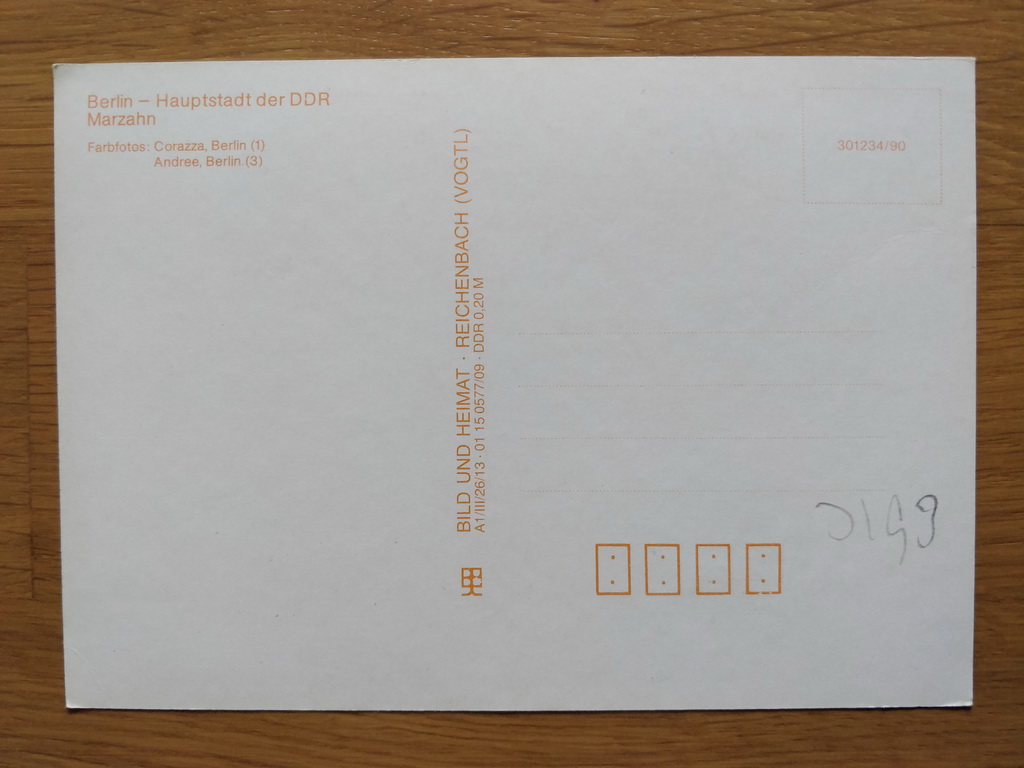 Berlin – Hauptstadt der DDR
Marzahn
Farbfotos: Corazza, Berlin (1)
Andree, Berlin (3)
BILD UND HEIMAT · REICHENBACH (VOGTL)
A1/III/26/13 · 01 15 0577/09 · DDR 0,20 M
301234/90